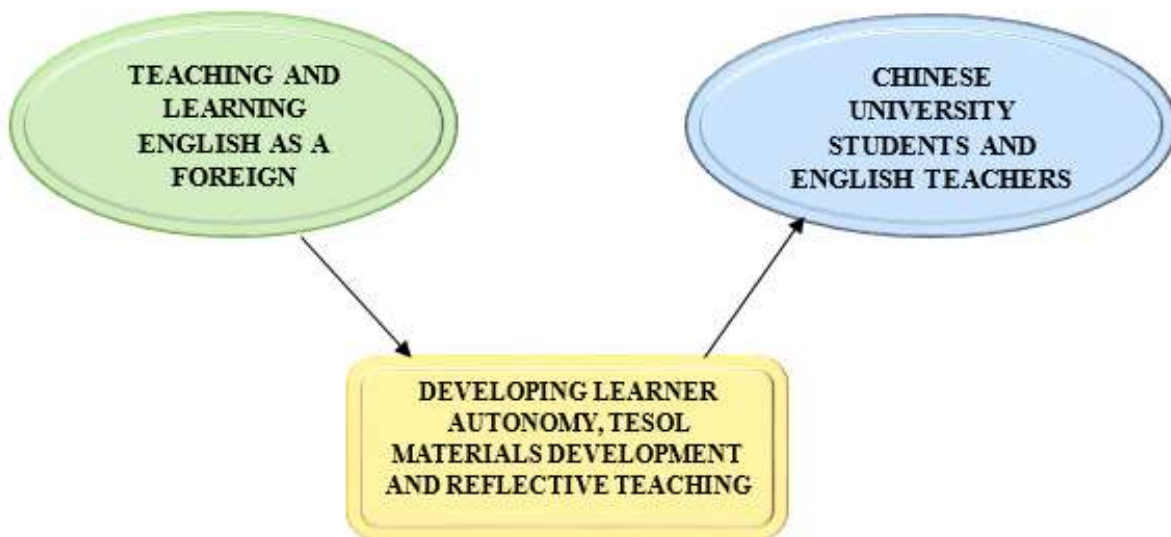 TEACHING AND
LEARNING
ENGLISH AS A
FOREIGN
CHINESE
UNIVERSITY
STUDENTS AND
ENGLISH TEACHERS
DEVELOPING LEARNER
AUTONOMY, TESOL
MATERIALS DEVELOPMENT
AND REFLECTIVE TEACHING